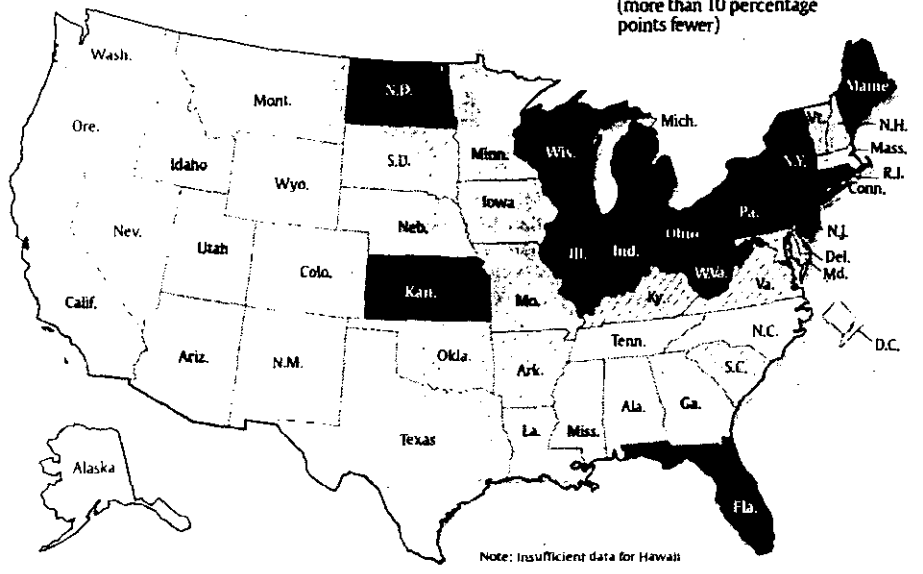 (more than 10 percentage
points fewer)
Wash.
Mont.
N.D.
Mich.
Maine
Vt.
N.H.
Ore.
Minn.
Wis.
Mass.
Idaho
S.D.
N.Y.
R.I.
Wyo.
Conn.
Iowa
Pa.
Nev.
Neb.
Ohio
N.J.
Utah
Ill.
Ind.
Del.
Colo.
W.Va.
Md.
Calif.
Kan.
Mo.
Ky.
Va.
N.C.
D.C.
Ariz.
N.M.
Okla.
Tenn.
Ark.
S.C.
Texas
La.
Miss.
Ala.
Ga.
Alaska
Fla.
Note: Insufficient data for Hawaii